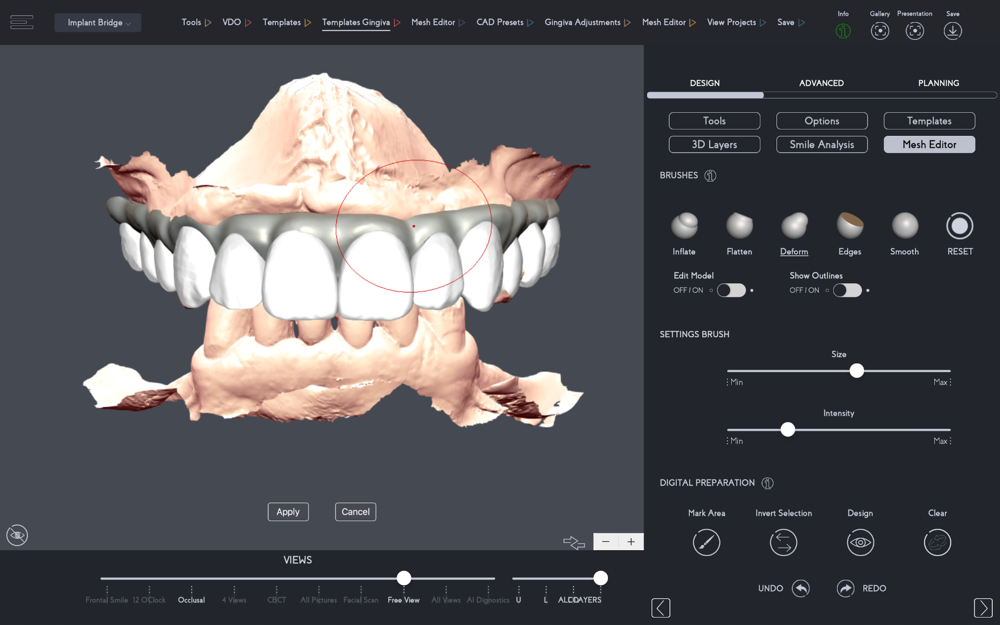 Info Gallery Presentation Save
Implant Bridge Tools VDO Templates Templates Gingiva Mesh Editor CAD Presets Gingiva Adjustments Mesh Editor View Projects Save
DESIGN ADVANCED PLANNING
Tools Options Templates
3D Layers Smile Analysis Mesh Editor
BRUSHES
Inflate Flatten Deform Edges Smooth RESET
Edit Model Show Outlines
OFF / ON OFF / ON
SETTINGS BRUSH
Size
Min Max
Intensity
Min Max
DIGITAL PREPARATION
Mark Area Invert Selection Design Clear
UNDO REDO
Apply Cancel
− +
VIEWS
Frontal Smile 12 O'Clock Occlusal 4 Views CBCT All Pictures Facial Scan Free View All Views AI Dignostics U L ALL LAYERS